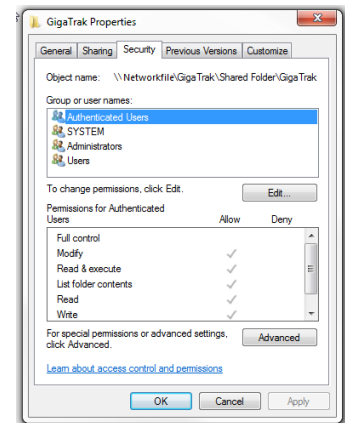 GigaTrak Properties
General Sharing Security Previous Versions Customize
Object name: \\Networkfile\GigaTrak\Shared Folder\GigaTrak
Group or user names:
Authenticated Users
SYSTEM
Administrators
Users
To change permissions, click Edit.
Edit...
Permissions for Authenticated
Users Allow Deny
Full control
Modify
Read & execute
List folder contents
Read
Write
For special permissions or advanced settings,
click Advanced.
Advanced
Learn about access control and permissions
OK Cancel Apply